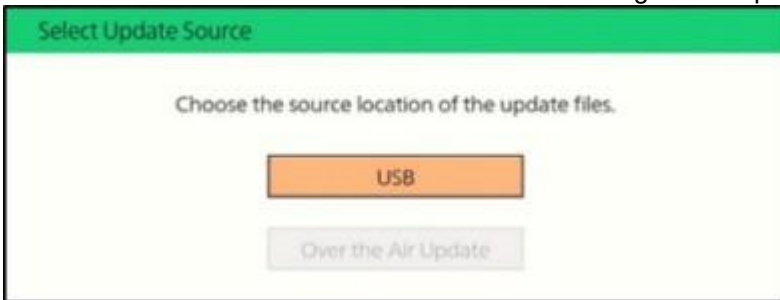 Select Update Source
Choose the source location of the update files.
USB
Over the Air Update